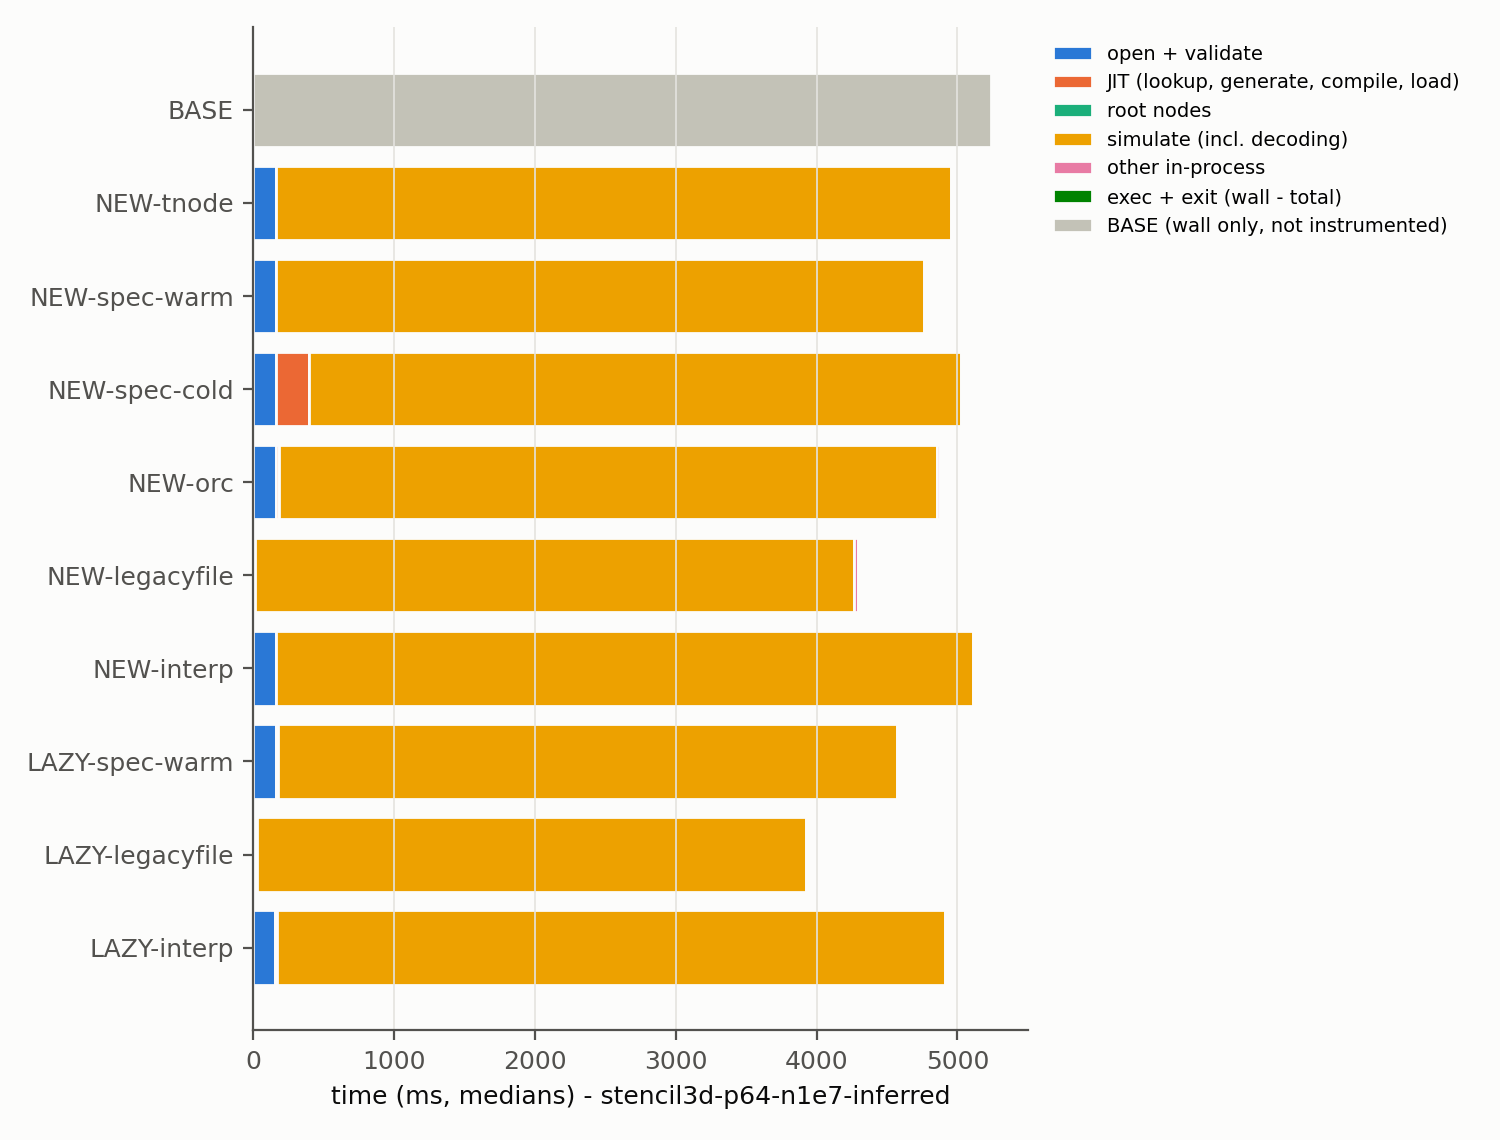 open + validate
JIT (lookup, generate, compile, load)
root nodes
simulate (incl. decoding)
other in-process
exec + exit (wall - total)
BASE (wall only, not instrumented)
BASE
NEW-tnode
NEW-spec-warm
NEW-spec-cold
NEW-orc
NEW-legacyfile
NEW-interp
LAZY-spec-warm
LAZY-legacyfile
LAZY-interp
0 1000 2000 3000 4000 5000
time (ms, medians) - stencil3d-p64-n1e7-inferred